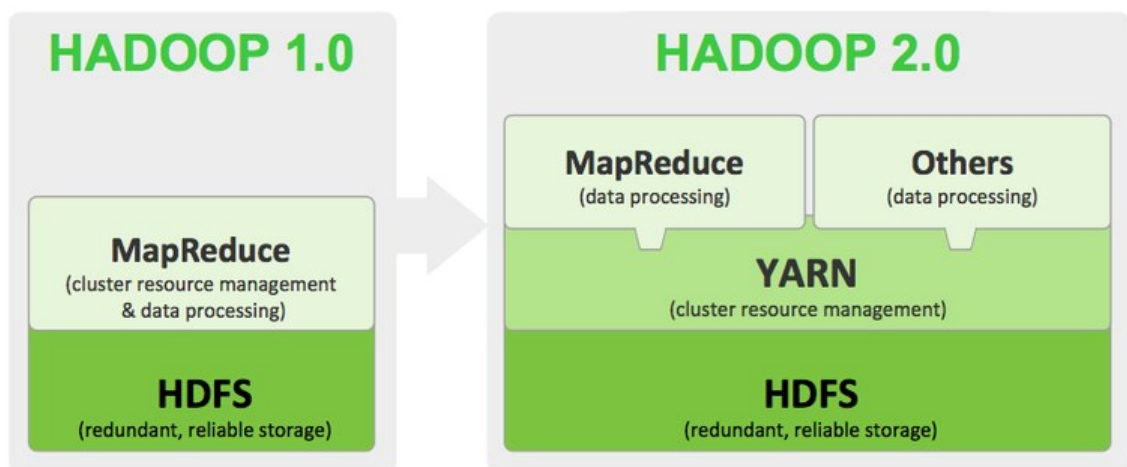 HADOOP 1.0
MapReduce
(cluster resource management
& data processing)
HDFS
(redundant, reliable storage)
HADOOP 2.0
MapReduce
(data processing)
Others
(data processing)
YARN
(cluster resource management)
HDFS
(redundant, reliable storage)